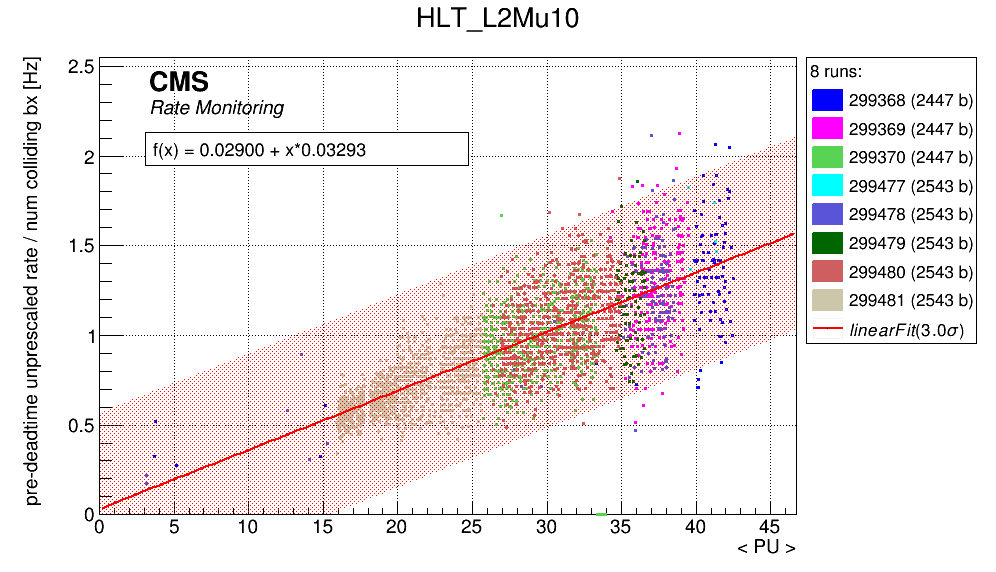 HLT_L2Mu10
pre-deadtime unprescaled rate / num colliding bx [Hz]
2.5
2
1.5
1
0.5
0
CMS
Rate Monitoring
f(x) = 0.02900 + x*0.03293
0 5 10 15 20 25 30 35 40 45
< PU >
8 runs:
299368 (2447 b)
299369 (2447 b)
299370 (2447 b)
299477 (2543 b)
299478 (2543 b)
299479 (2543 b)
299480 (2543 b)
299481 (2543 b)
linearFit(3.0σ)